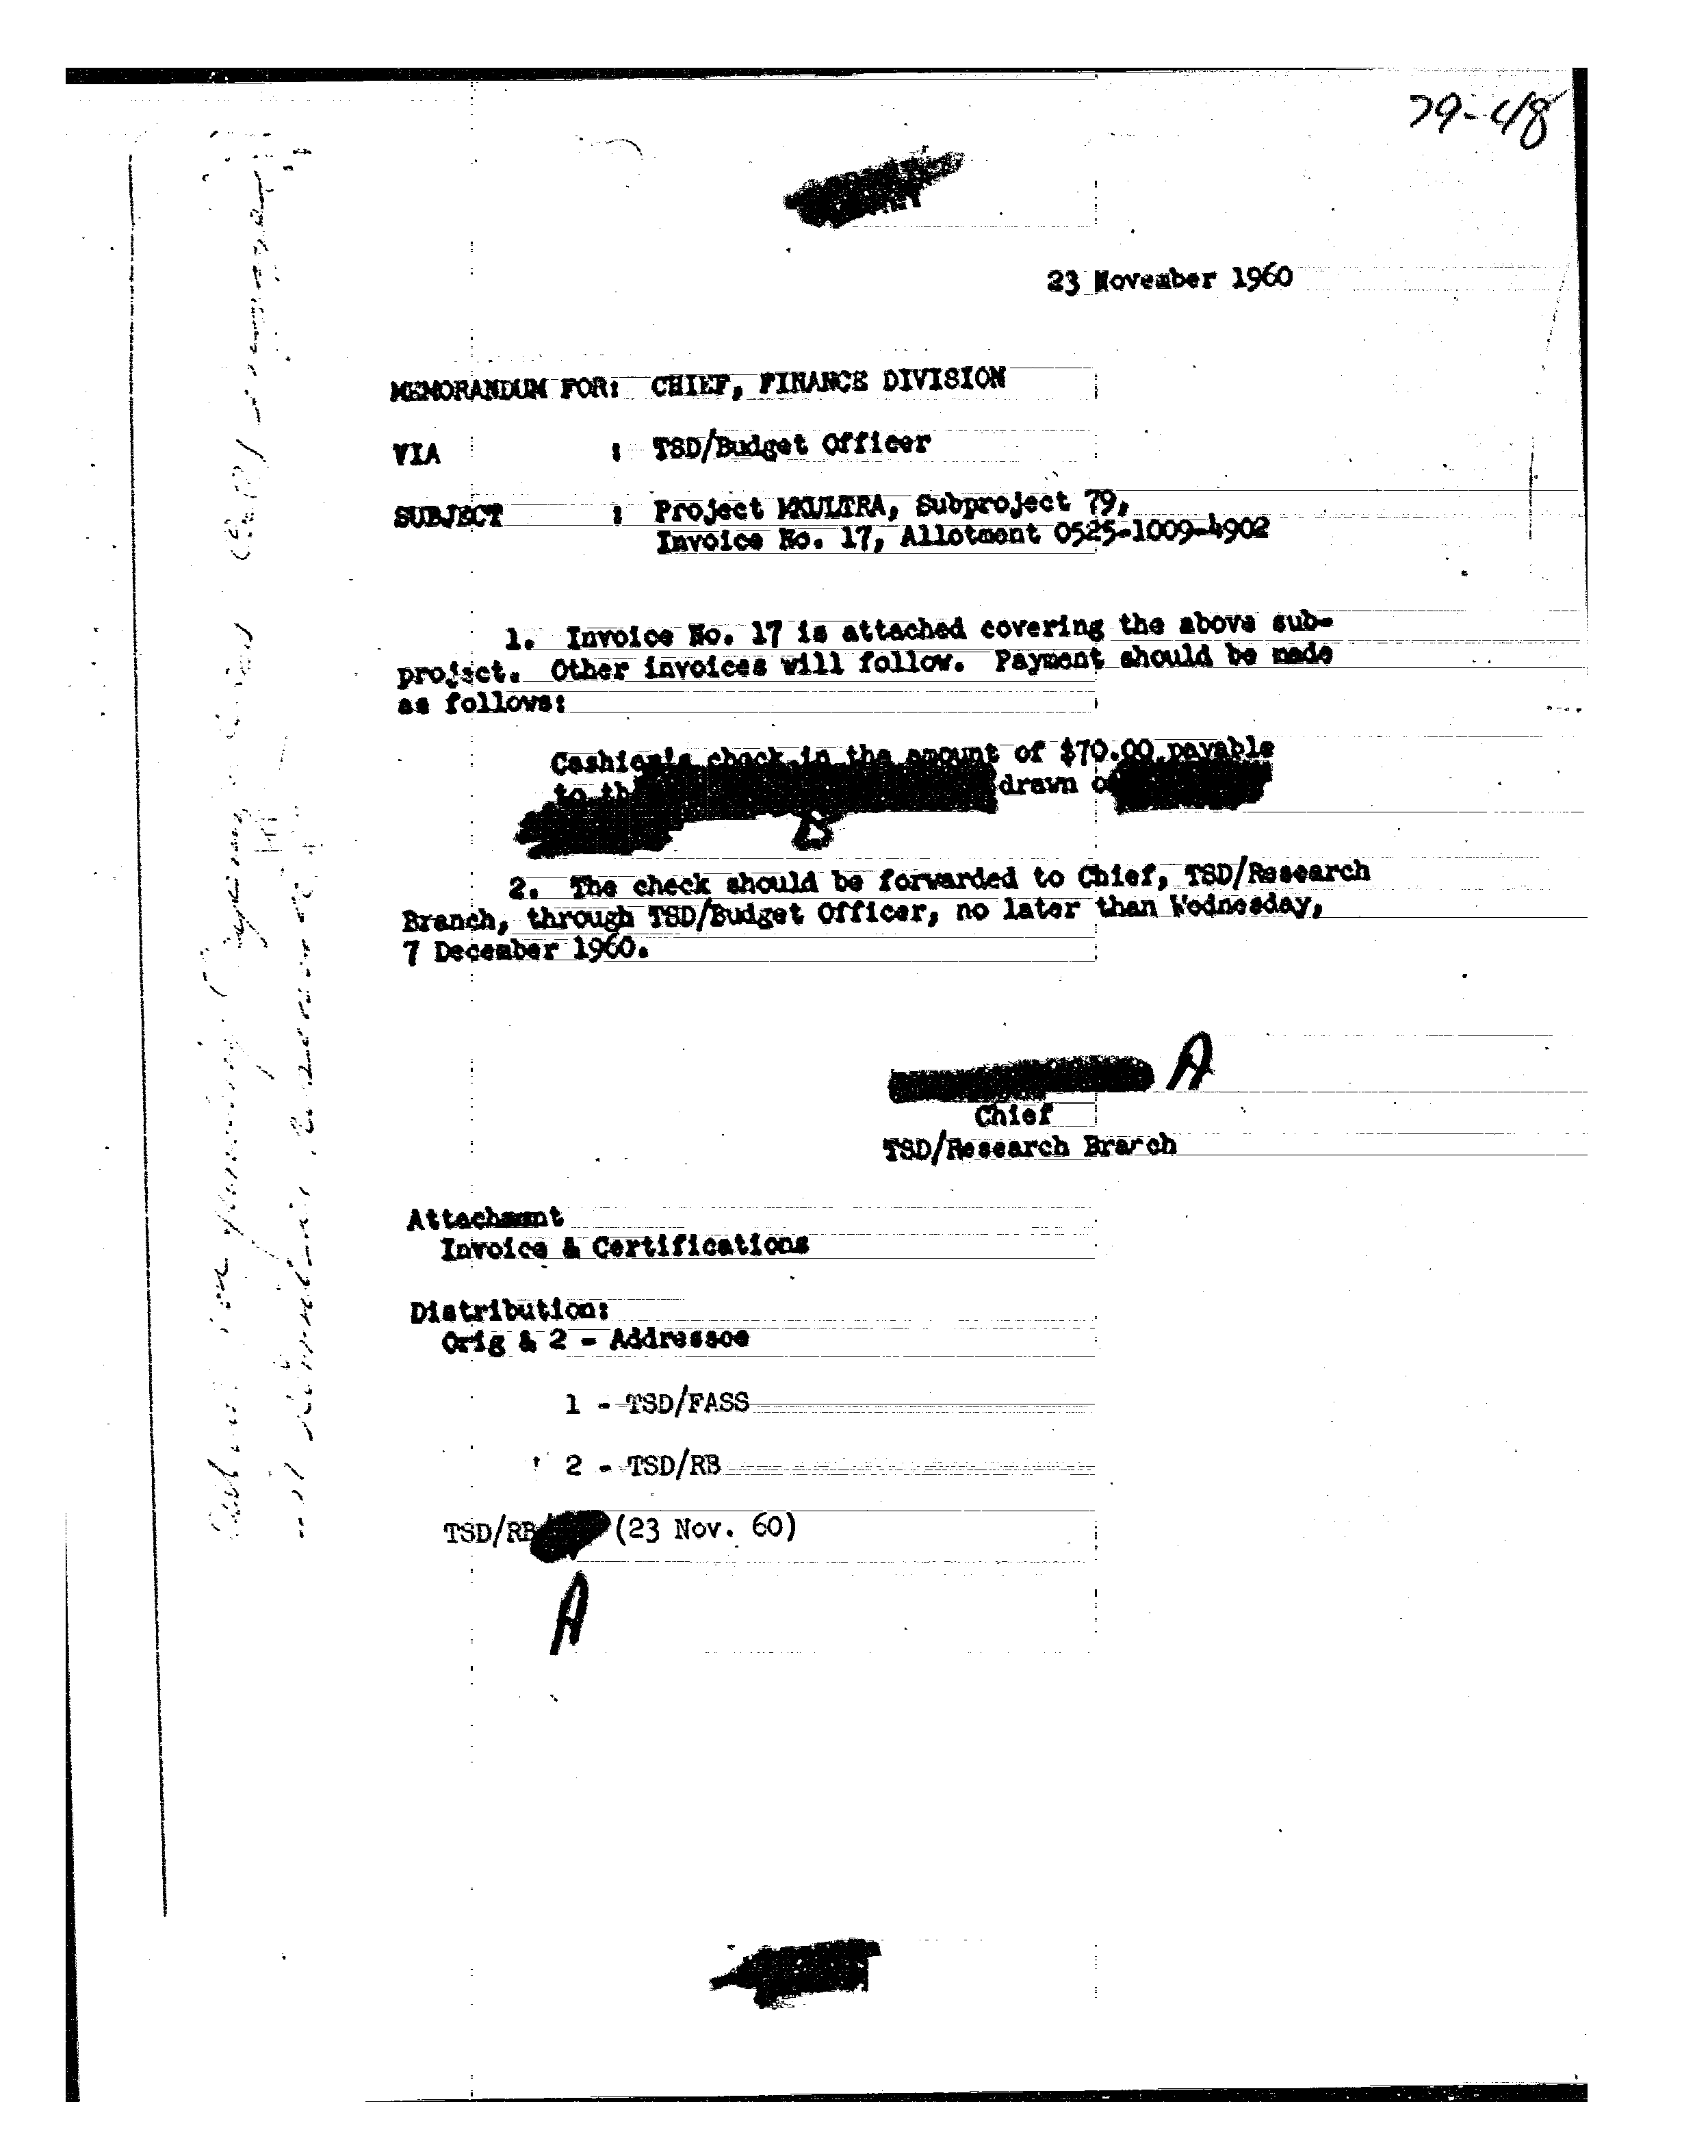 79-48
23 November 1960
MEMORANDUM FOR: CHIEF, FINANCE DIVISION
VIA : TSD/Budget Officer
SUBJECT : Project MKULTRA, Subproject 79,
Invoice No. 17, Allotment 0525-1009-4902
1. Invoice No. 17 is attached covering the above sub-
project. Other invoices will follow. Payment should be made
as follows:
Cashier's check in the amount of $70.00 payable
to th drawn o
B
2. The check should be forwarded to Chief, TSD/Research
Branch, through TSD/Budget Officer, no later than Wednesday,
7 December 1960.
A
Chief
TSD/Research Branch
Attachment
Invoice & Certifications
Distribution:
Orig & 2 - Addressee
1 - TSD/FASS
2 - TSD/RB
TSD/RB (23 Nov. 60)
A